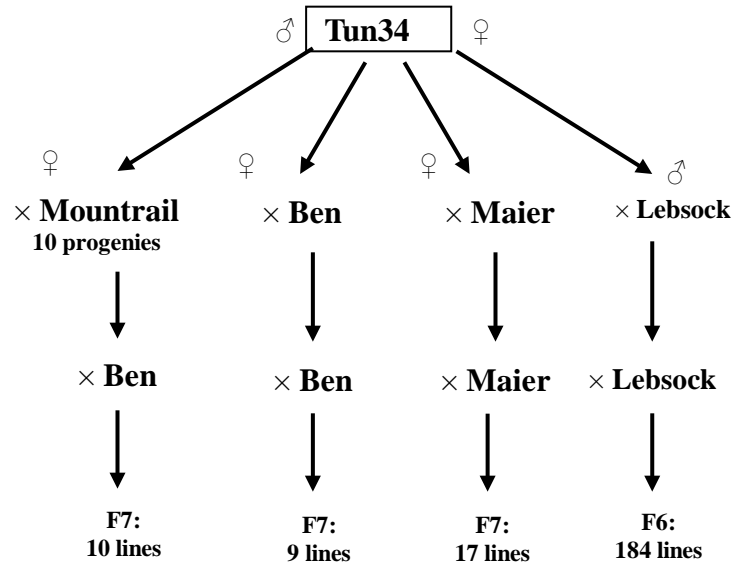 ♂ Tun34 ♀
♀ ♀ ♀ ♂
× Mountrail × Ben × Maier × Lebsock
10 progenies
× Ben × Ben × Maier × Lebsock
F7: F7: F7: F6:
10 lines 9 lines 17 lines 184 lines